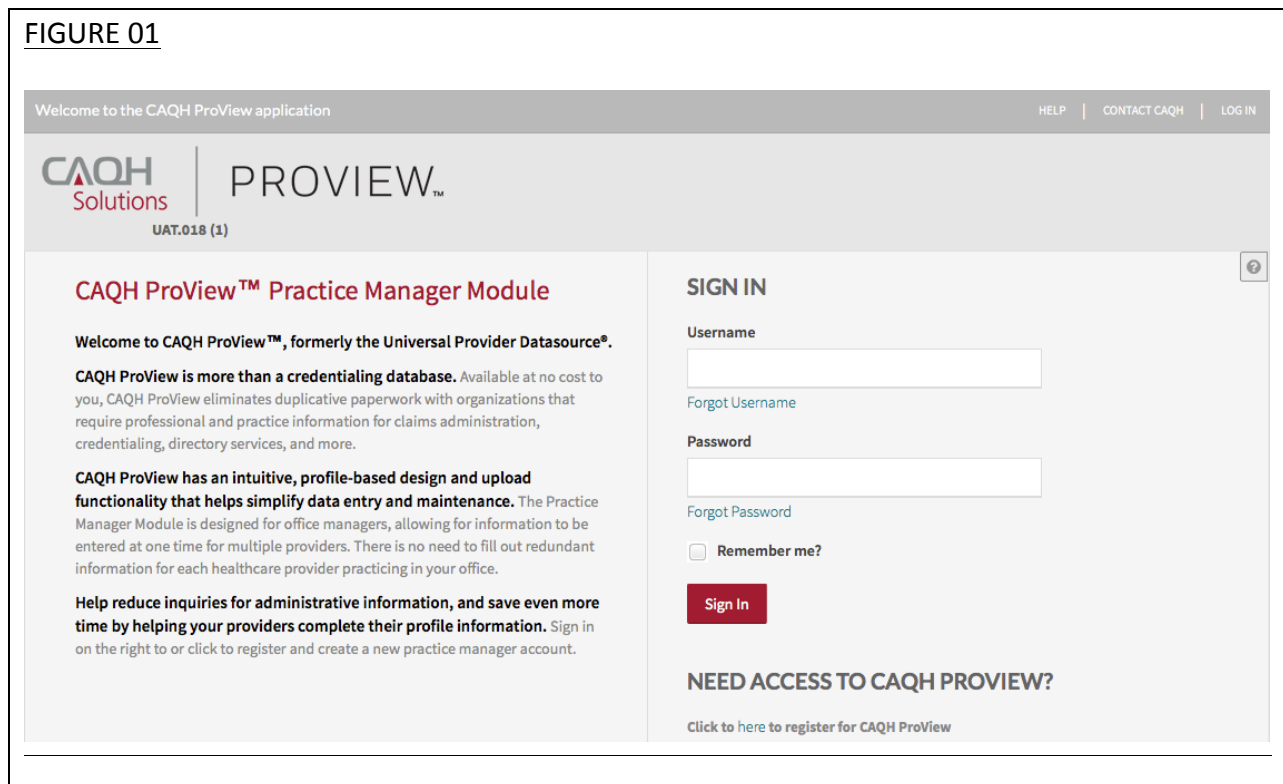 FIGURE 01
Welcome to the CAQH ProView application
HELP | CONTACT CAQH | LOG IN
CAQH
Solutions
PROVIEW™
UAT.018 (1)
CAQH ProView™ Practice Manager Module
Welcome to CAQH ProView™, formerly the Universal Provider Datasource®.
CAQH ProView is more than a credentialing database. Available at no cost to
you, CAQH ProView eliminates duplicative paperwork with organizations that
require professional and practice information for claims administration,
credentialing, directory services, and more.
CAQH ProView has an intuitive, profile-based design and upload
functionality that helps simplify data entry and maintenance. The Practice
Manager Module is designed for office managers, allowing for information to be
entered at one time for multiple providers. There is no need to fill out redundant
information for each healthcare provider practicing in your office.
Help reduce inquiries for administrative information, and save even more
time by helping your providers complete their profile information. Sign in
on the right to or click to register and create a new practice manager account.
SIGN IN
?
Username
Forgot Username
Password
Forgot Password
Remember me?
Sign In
NEED ACCESS TO CAQH PROVIEW?
Click to here to register for CAQH ProView